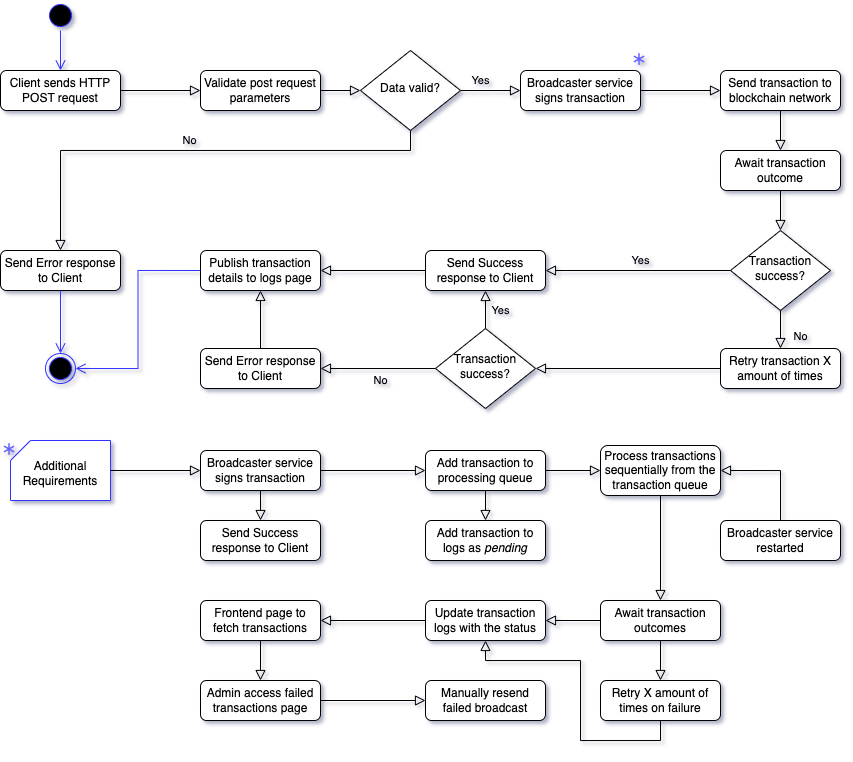 Client sends HTTP
POST request
Validate post request
parameters
Data valid?
Yes
*
Broadcaster service
signs transaction
Send transaction to
blockchain network
No
Await transaction
outcome
Send Error response
to Client
Publish transaction
details to logs page
Send Success
response to Client
Yes
Transaction
success?
Yes
No
Send Error response
to Client
No
Transaction
success?
Retry transaction X
amount of times
*
Additional
Requirements
Broadcaster service
signs transaction
Add transaction to
processing queue
Process transactions
sequentially from the
transaction queue
Send Success
response to Client
Add transaction to
logs as pending
Broadcaster service
restarted
Frontend page to
fetch transactions
Update transaction
logs with the status
Await transaction
outcomes
Admin access failed
transactions page
Manually resend
failed broadcast
Retry X amount of
times on failure